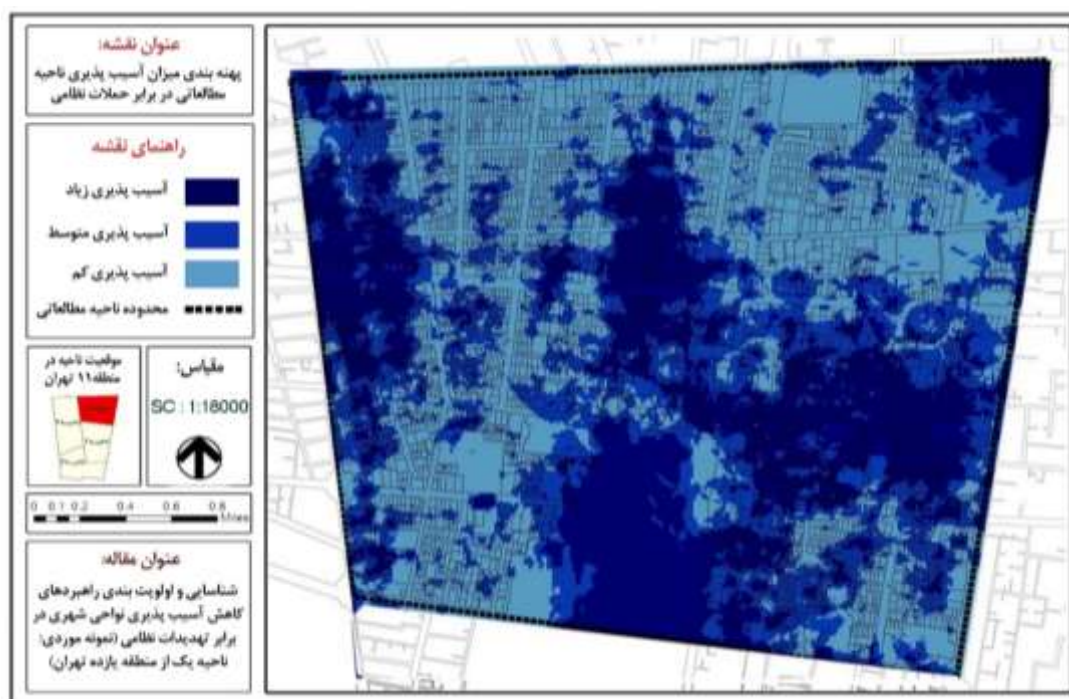 عنوان نقشه:
پهنه بندی میزان آسیب پذیری ناحیه
مطالعاتی در برابر حملات نظامی
راهنمای نقشه
آسیب پذیری زیاد
آسیب پذیری متوسط
آسیب پذیری کم
محدوده ناحیه مطالعاتی
موقعیت ناحیه در
منطقه ۱۱ تهران
مقیاس:
SC : 1:18000
0 0.1 0.2 0.4 0.6 0.8
Miles
عنوان مقاله:
شناسایی و اولویت بندی راهبردهای
کاهش آسیب پذیری نواحی شهری در
برابر تهدیدات نظامی (نمونه موردی:
ناحیه یک از منطقه یازده تهران)